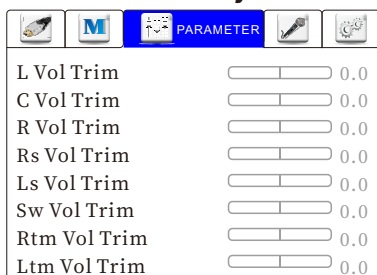 M PARAMETER
L Vol Trim 0.0
C Vol Trim 0.0
R Vol Trim 0.0
Rs Vol Trim 0.0
Ls Vol Trim 0.0
Sw Vol Trim 0.0
Rtm Vol Trim 0.0
Ltm Vol Trim 0.0